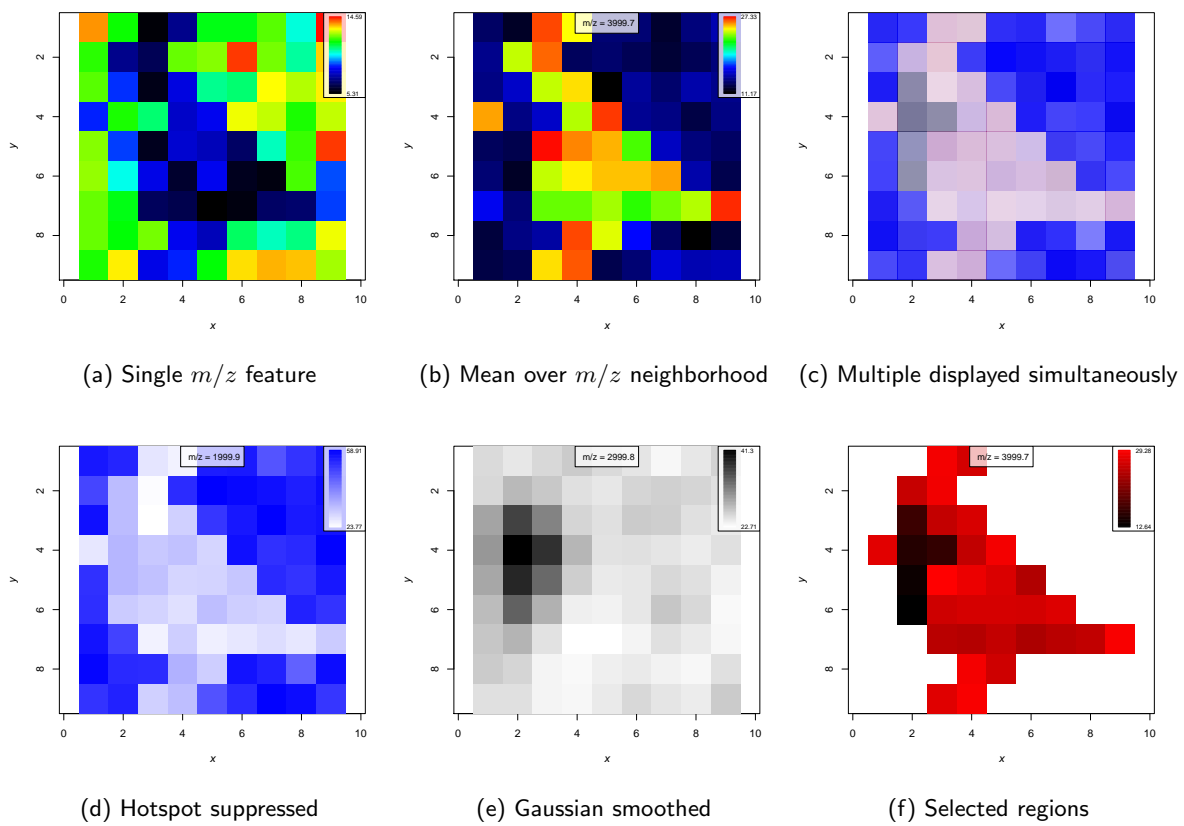 m/z = 3999.7
14.59
5.31
27.33
11.17
2
4
6
8
y
2
4
6
8
y
2
4
6
8
y
0 2 4 6 8 10
0 2 4 6 8 10
0 2 4 6 8 10
x
x
x
(a) Single m/z feature
(b) Mean over m/z neighborhood
(c) Multiple displayed simultaneously
m/z = 1999.9
58.91
23.77
m/z = 2999.8
41.3
22.71
m/z = 3999.7
29.28
12.64
2
4
6
8
y
2
4
6
8
y
2
4
6
8
y
0 2 4 6 8 10
0 2 4 6 8 10
0 2 4 6 8 10
x
x
x
(d) Hotspot suppressed
(e) Gaussian smoothed
(f) Selected regions